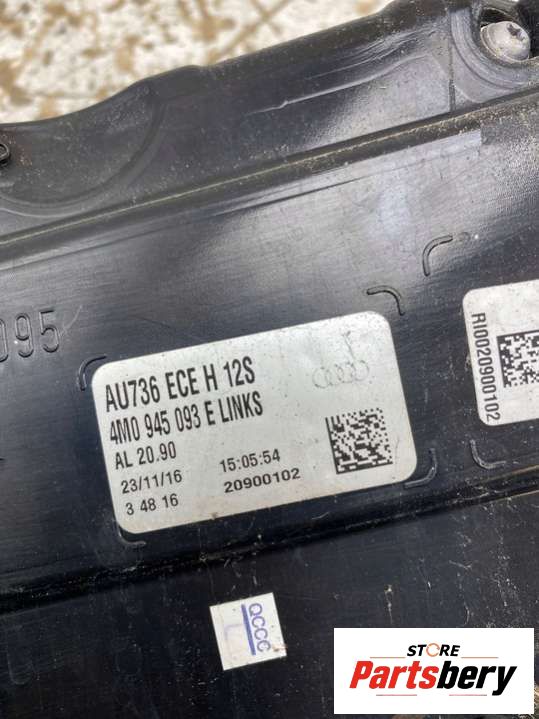 095
AU736 ECE H 12S
4M0 945 093 E LINKS
AL 20.90
23/11/16 15:05:54
3 48 16 20900102
RI0020900102
QCCC
STORE
Partsbery